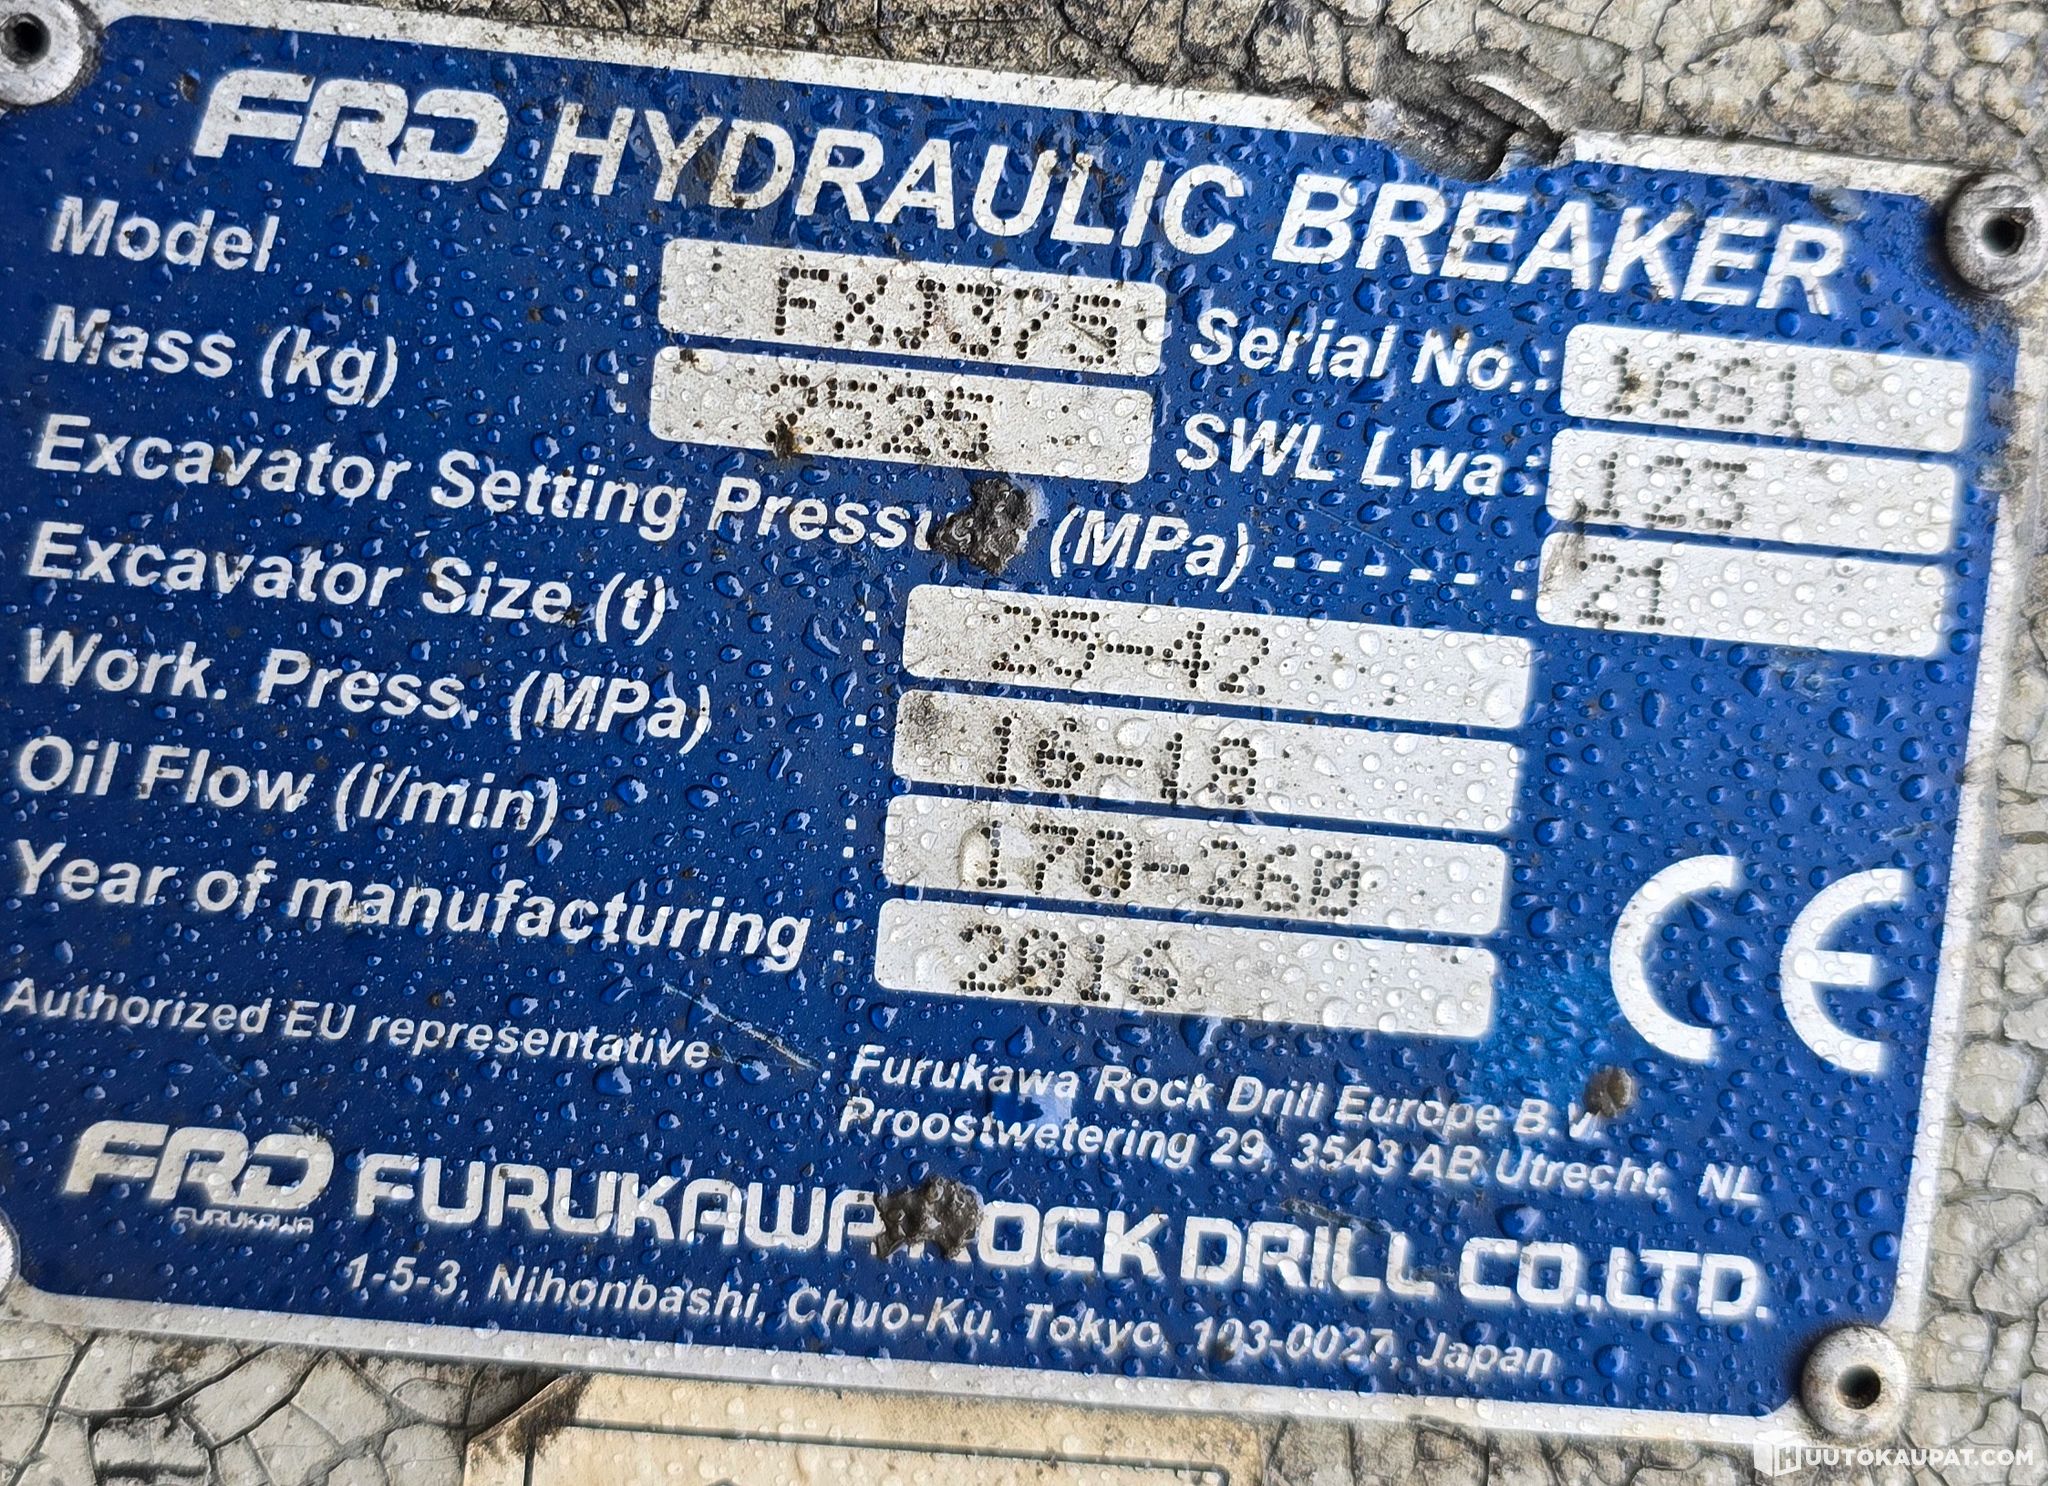 FRD HYDRAULIC BREAKER
Model : FXJ375 Serial No.: 1661
Mass (kg) : 2525 SWL Lwa : 123
Excavator Setting (MPa) - - - - - : 21
Excavator Size (t) : 25-42
Work. Press. (MPa) : 16-18
Oil Flow (l/min) : 170-260
Year of manufacturing : 2016
CE
Authorized EU representative : Furukawa Rock Drill Europe B.V.
Proostwetering 29, 3543 AB Utrecht, NL
FRD FURUKAWA ROCK DRILL CO.,LTD.
FURUKAWA
1-5-3, Nihonbashi, Chuo-Ku, Tokyo, 103-0027, Japan
HUUTOKAUPAT.COM